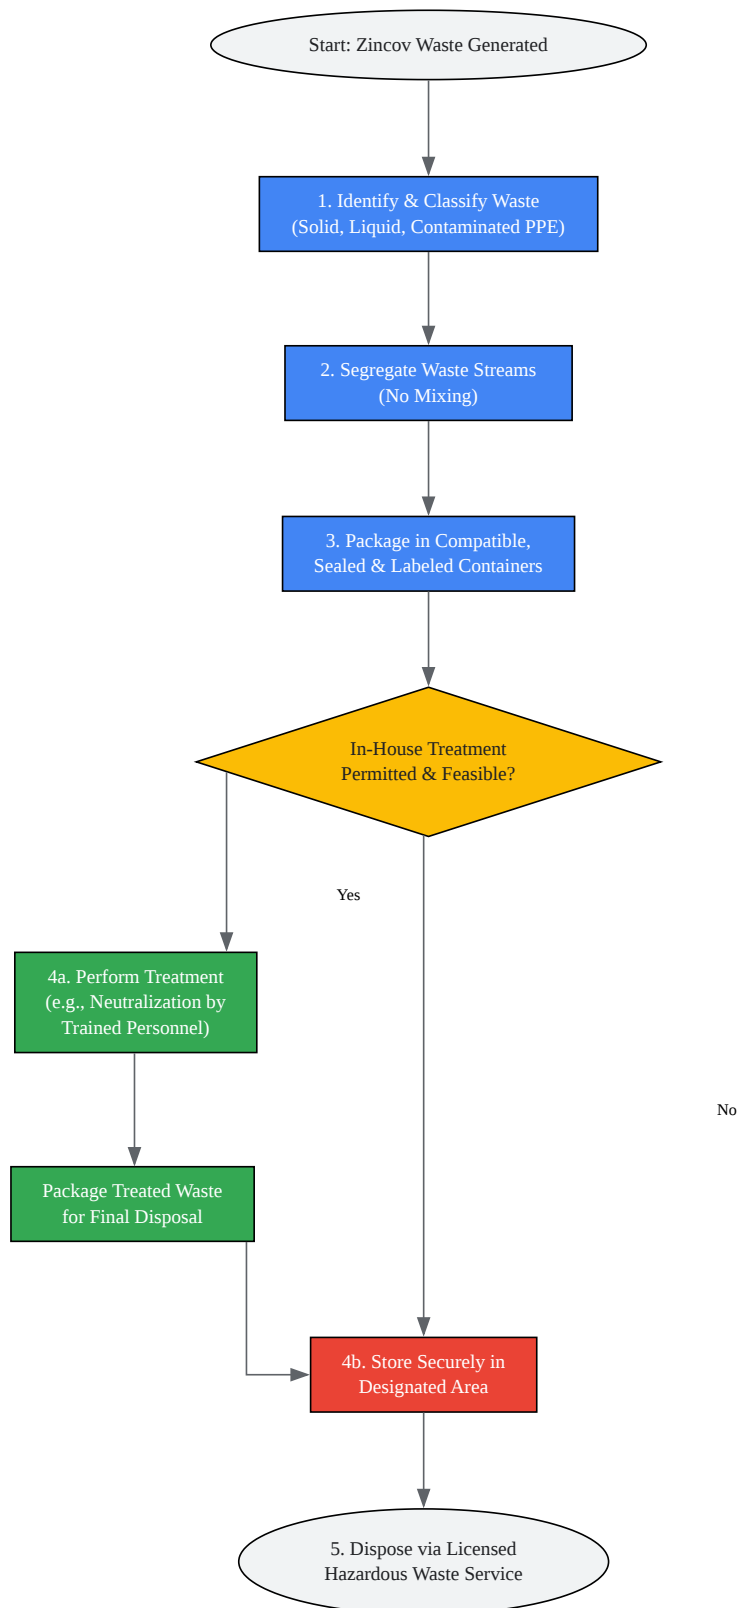 Start: Zincov Waste Generated
1. Identify & Classify Waste
(Solid, Liquid, Contaminated PPE)
2. Segregate Waste Streams
(No Mixing)
3. Package in Compatible,
Sealed & Labeled Containers
In-House Treatment
Permitted & Feasible?
Yes
4a. Perform Treatment
(e.g., Neutralization by
Trained Personnel)
No
Package Treated Waste
for Final Disposal
4b. Store Securely in
Designated Area
5. Dispose via Licensed
Hazardous Waste Service